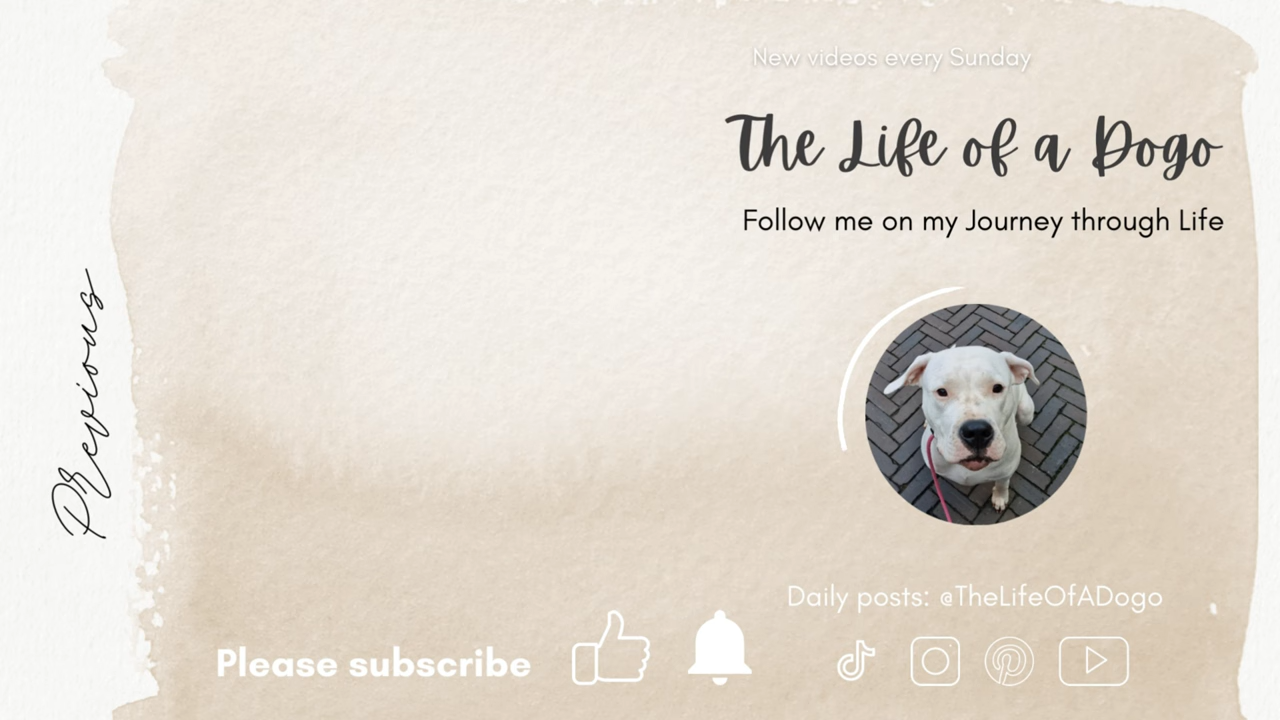 New videos every Sunday
The Life of a Dogo
Follow me on my Journey through Life
Previous
Daily posts: @TheLifeOfADogo
Please subscribe